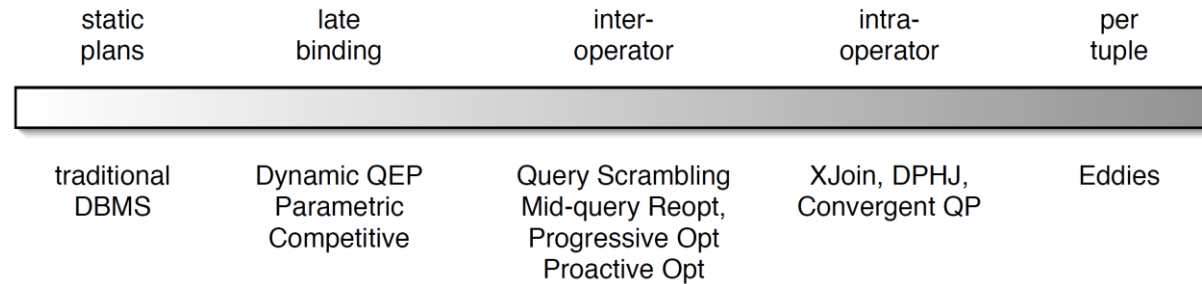 static
plans
late
binding
inter-
operator
intra-
operator
per
tuple
traditional
DBMS
Dynamic QEP
Parametric
Competitive
Query Scrambling
Mid-query Reopt,
Progressive Opt
Proactive Opt
XJoin, DPHJ,
Convergent QP
Eddies